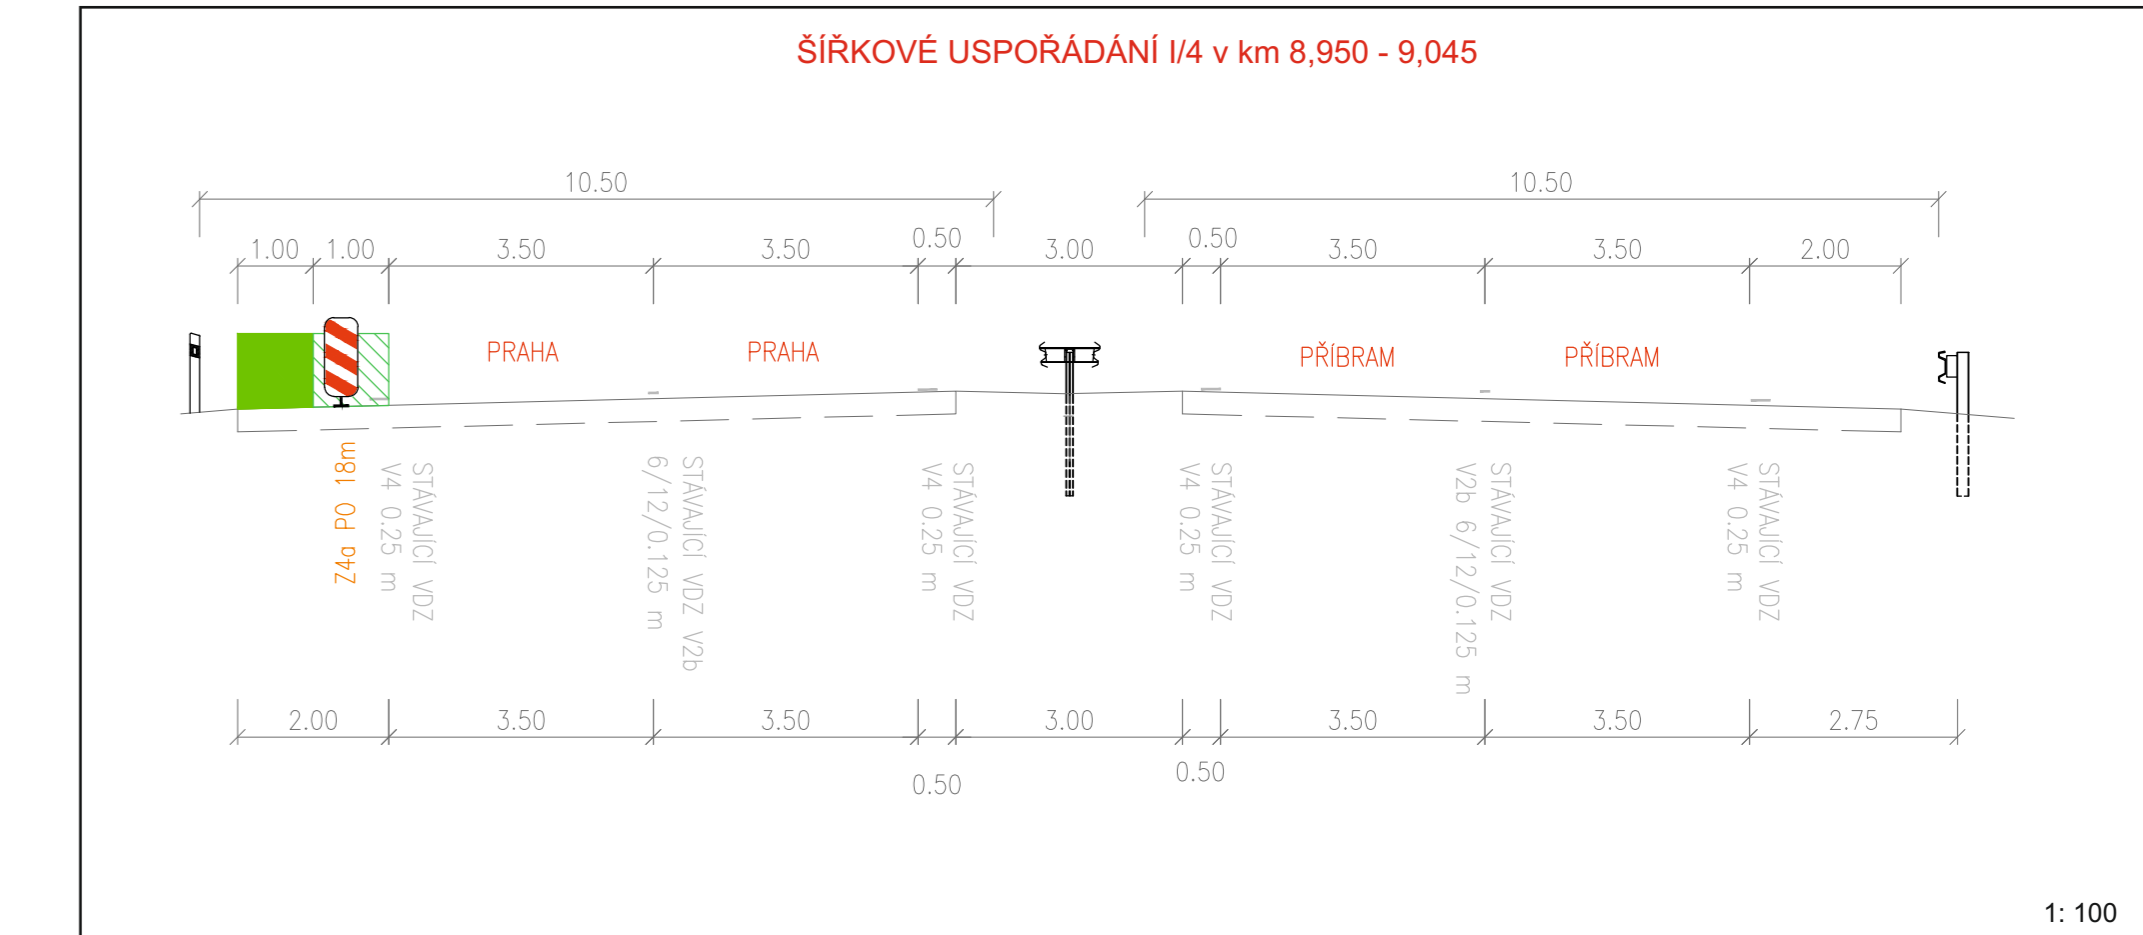 ŠÍŘKOVÉ USPOŘÁDÁNÍ I/4 v km 8,950 - 9,045
10.50
10.50
1.00
1.00
3.50
3.50
0.50
3.00
0.50
3.50
3.50
2.00
PRAHA
PRAHA
PŘÍBRAM
PŘÍBRAM
Z4a PO 18m
STÁVAJÍCÍ VDZ
V4 0.25 m
STÁVAJÍCÍ VDZ V2b
6/12/0.125 m
STÁVAJÍCÍ VDZ
V4 0.25 m
STÁVAJÍCÍ VDZ
V4 0.25 m
STÁVAJÍCÍ VDZ
V2b 6/12/0.125 m
STÁVAJÍCÍ VDZ
V4 0.25 m
2.00
3.50
3.50
0.50
3.00
0.50
3.50
3.50
2.75
1: 100